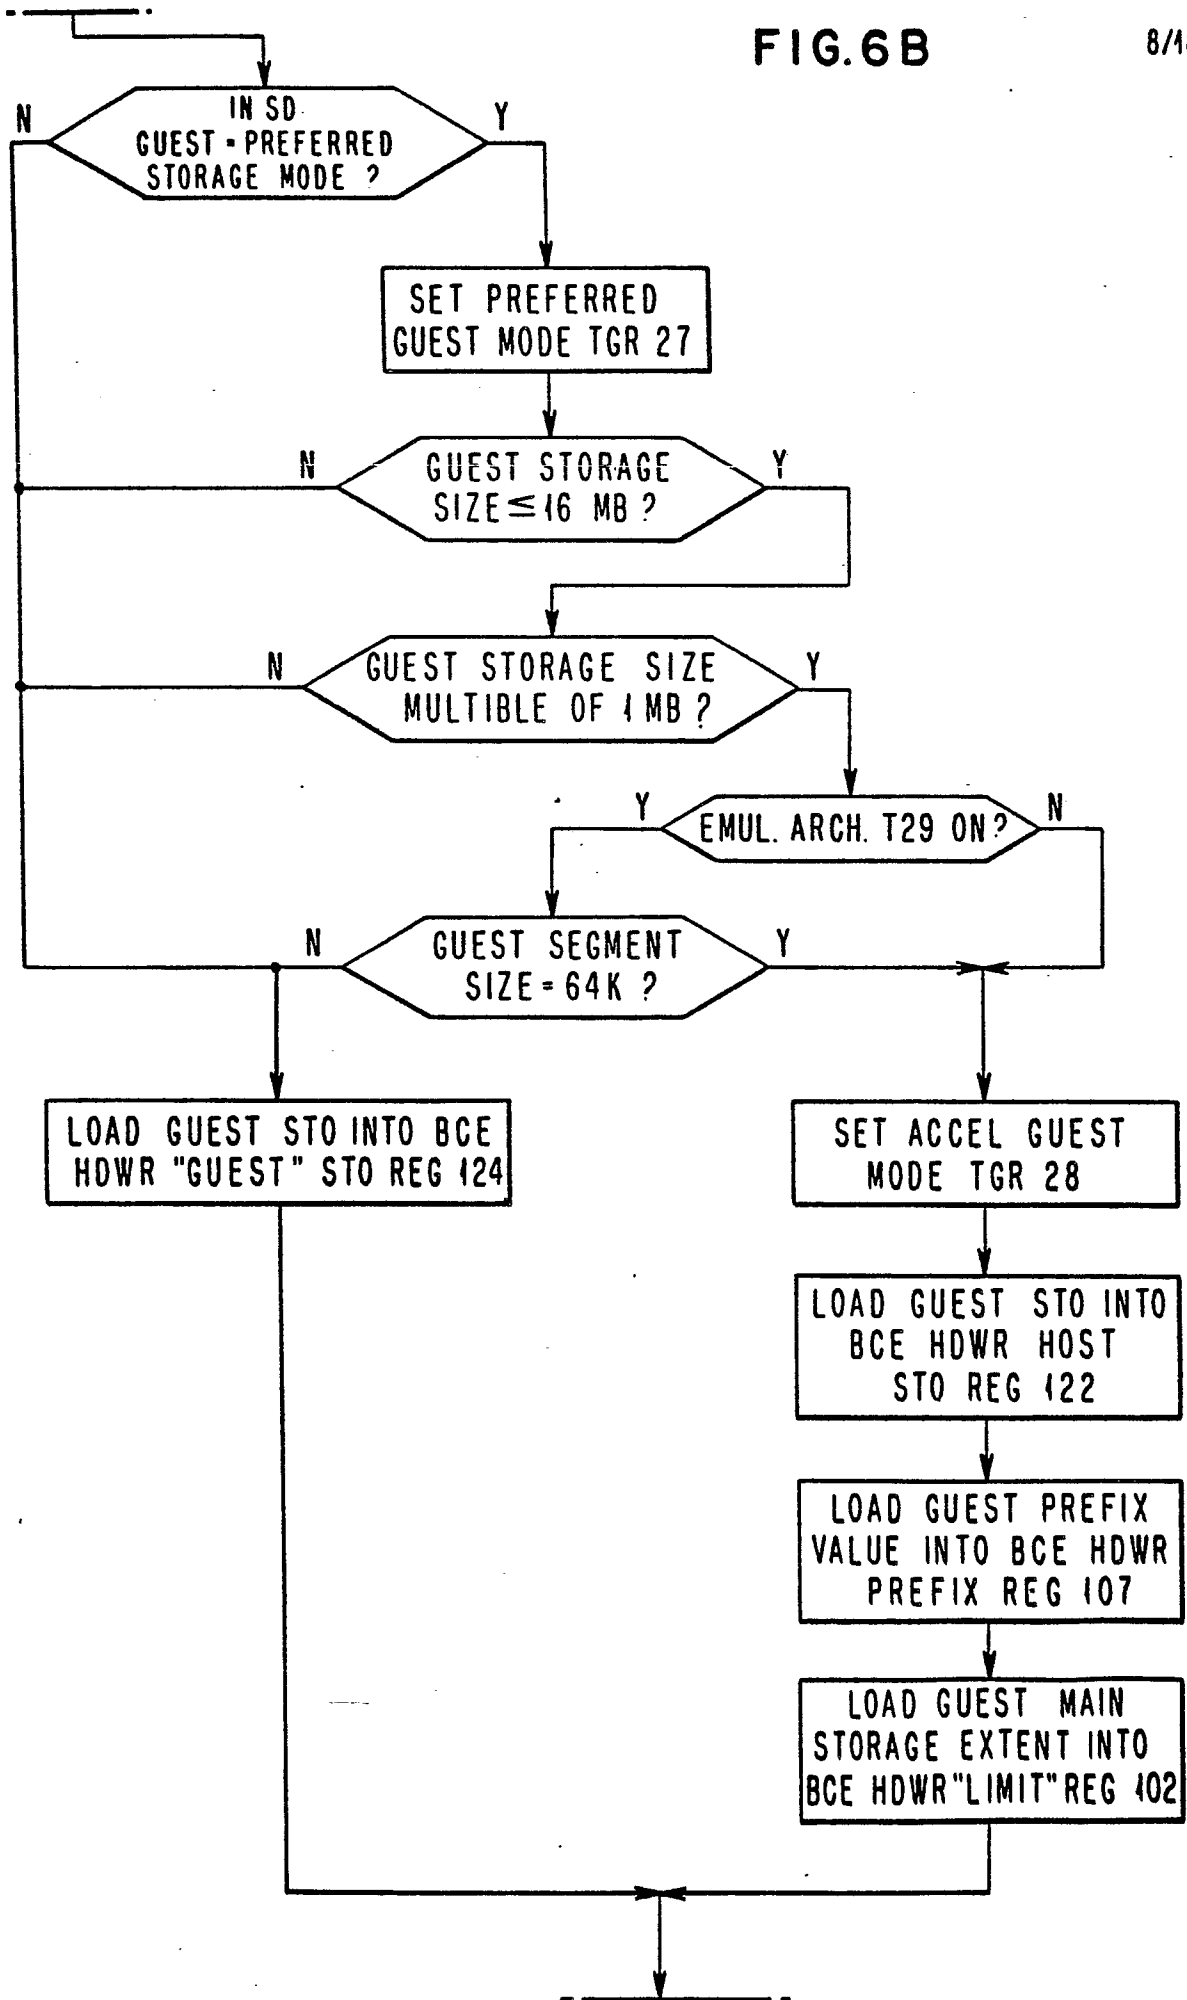 FIG.6B
8/1
N
IN SD
GUEST = PREFERRED
STORAGE MODE ?
Y
SET PREFERRED
GUEST MODE TGR 27
N
GUEST STORAGE
SIZE ≦ 16 MB ?
Y
N
GUEST STORAGE SIZE
MULTIBLE OF 1 MB ?
Y
Y
EMUL. ARCH. T29 ON ?
N
N
GUEST SEGMENT
SIZE = 64K ?
Y
LOAD GUEST STO INTO BCE
HDWR "GUEST" STO REG 124
SET ACCEL GUEST
MODE TGR 28
LOAD GUEST STO INTO
BCE HDWR HOST
STO REG 122
LOAD GUEST PREFIX
VALUE INTO BCE HDWR
PREFIX REG 107
LOAD GUEST MAIN
STORAGE EXTENT INTO
BCE HDWR "LIMIT" REG 102